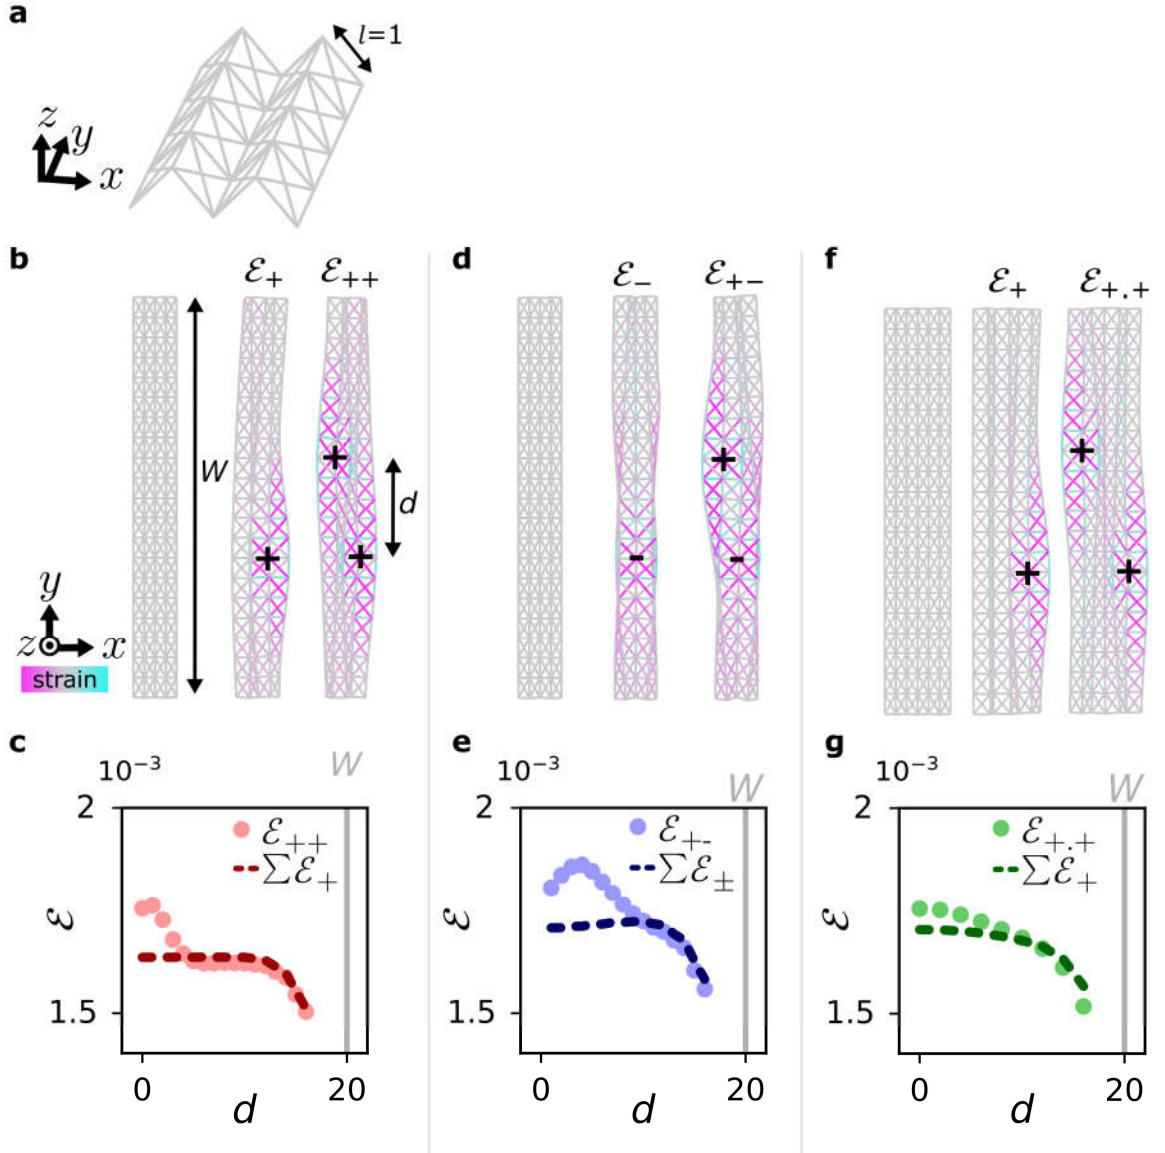 a
l=1
z
y
x
b
ℰ₊
ℰ₊₊
W
d
y
z
x
strain
d
ℰ₋
ℰ₊₋
f
ℰ₊
ℰ₊.₊
c
10⁻³
W
2
ℰ₊₊
∑ℰ₊
ℰ
1.5
0
20
d
e
10⁻³
W
2
ℰ₊₋
∑ℰ±
ℰ
1.5
0
20
d
g
10⁻³
W
2
ℰ₊.₊
∑ℰ₊
ℰ
1.5
0
20
d